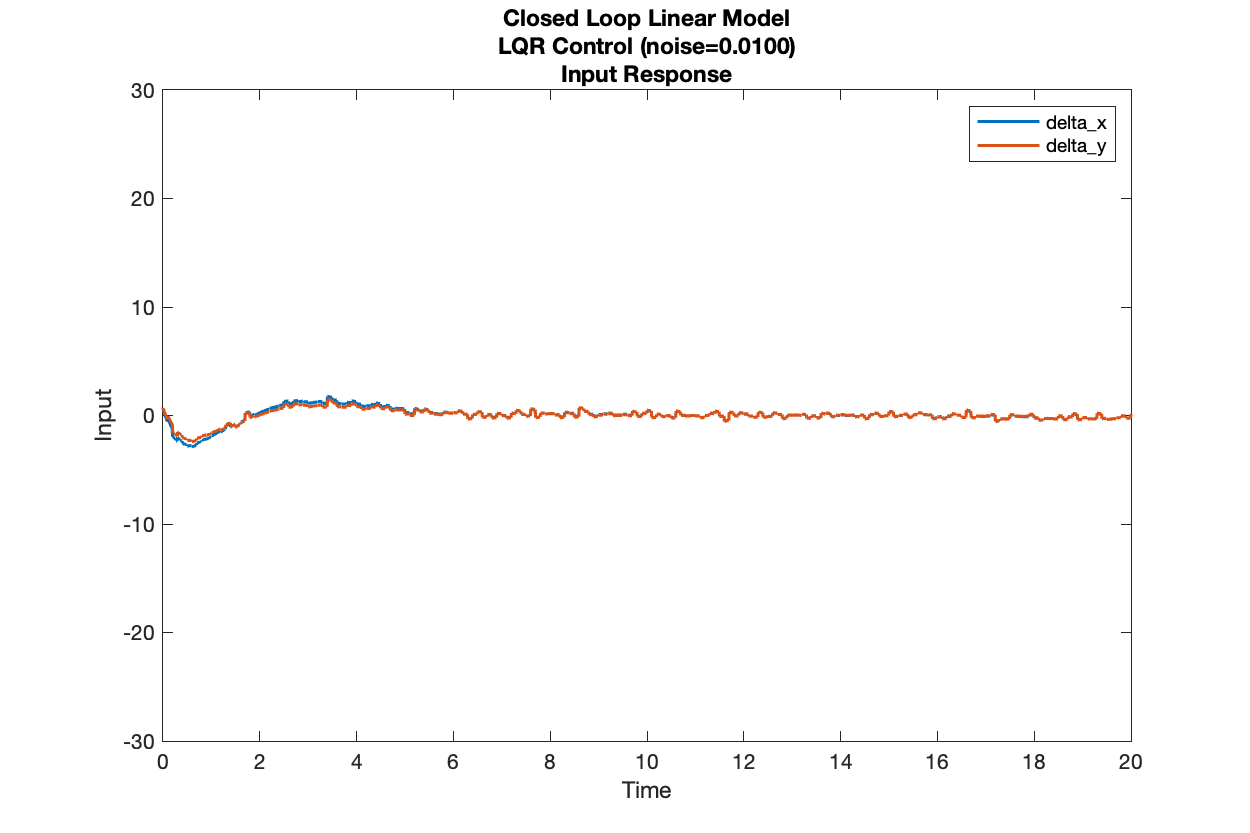 Closed Loop Linear Model
LQR Control (noise=0.0100)
Input Response
delta_x
delta_y
30
20
10
0
-10
-20
-30
Input
0 2 4 6 8 10 12 14 16 18 20
Time